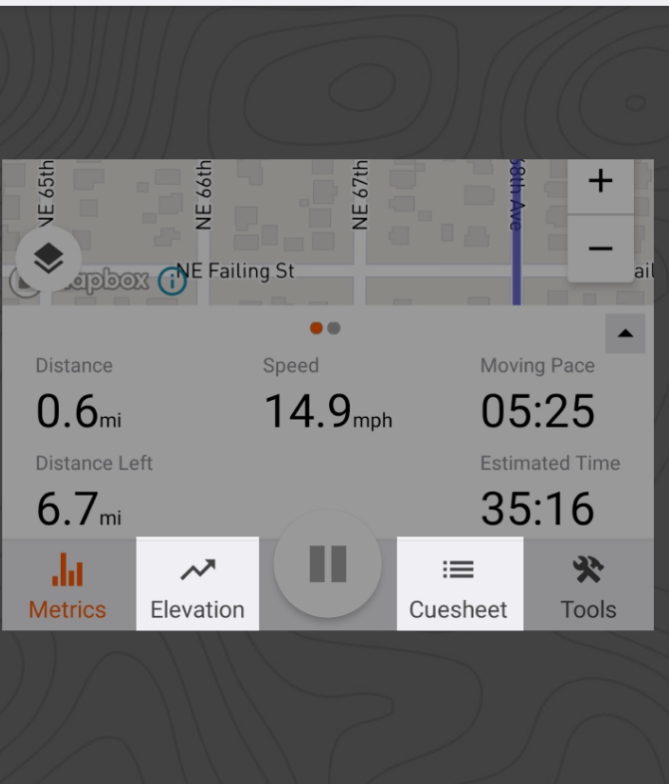 NE 65th
NE 66th
NE 67th
68th Ave
+
−
mapbox
NE Failing St
ail
Distance
Speed
Moving Pace
0.6mi
14.9mph
05:25
Distance Left
Estimated Time
6.7mi
35:16
Metrics
Elevation
Cuesheet
Tools